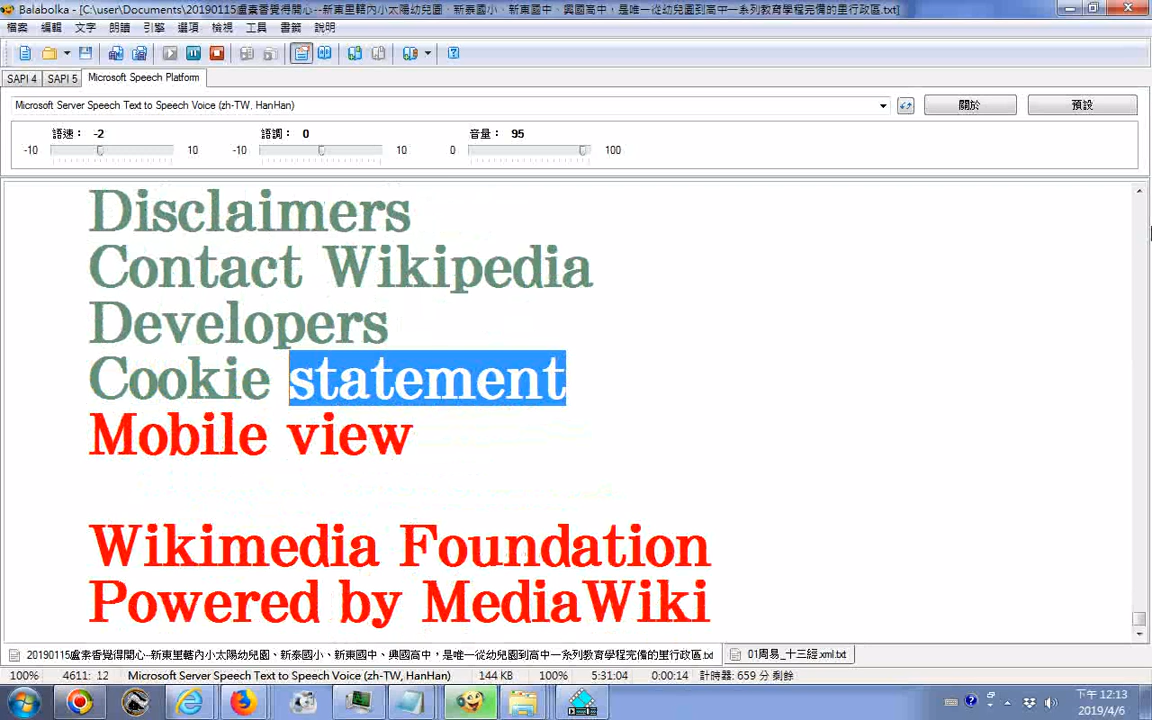 Balabolka - [C:\user\Documents\20190115盧素香覺得開心--新東里轄內小太陽幼兒園、新泰國小、新東國中、興國高中，是唯一從幼兒園到高中一系列教育學程完備的里行政區.txt]
檔案 編輯 文字 朗讀 引擎 選項 檢視 工具 書籤 說明
SAPI 4 SAPI 5 Microsoft Speech Platform
Microsoft Server Speech Text to Speech Voice (zh-TW, HanHan) 關於 預設
語速： -2 語調： 0 音量： 95
-10 10 -10 10 0 100
Disclaimers
Contact Wikipedia
Developers
Cookie statement
Mobile view
Wikimedia Foundation
Powered by MediaWiki
20190115盧素香覺得開心--新東里轄內小太陽幼兒園、新泰國小、新東國中、興國高中，是唯一從幼兒園到高中一系列教育學程完備的里行政區.txt 01周易_十三經.xml.txt
100% 4611: 12 Microsoft Server Speech Text to Speech Voice (zh-TW, HanHan) 144 KB 100% 5:31:04 0:00:14 計時器: 659 分 剩餘
下午 12:13
2019/4/6